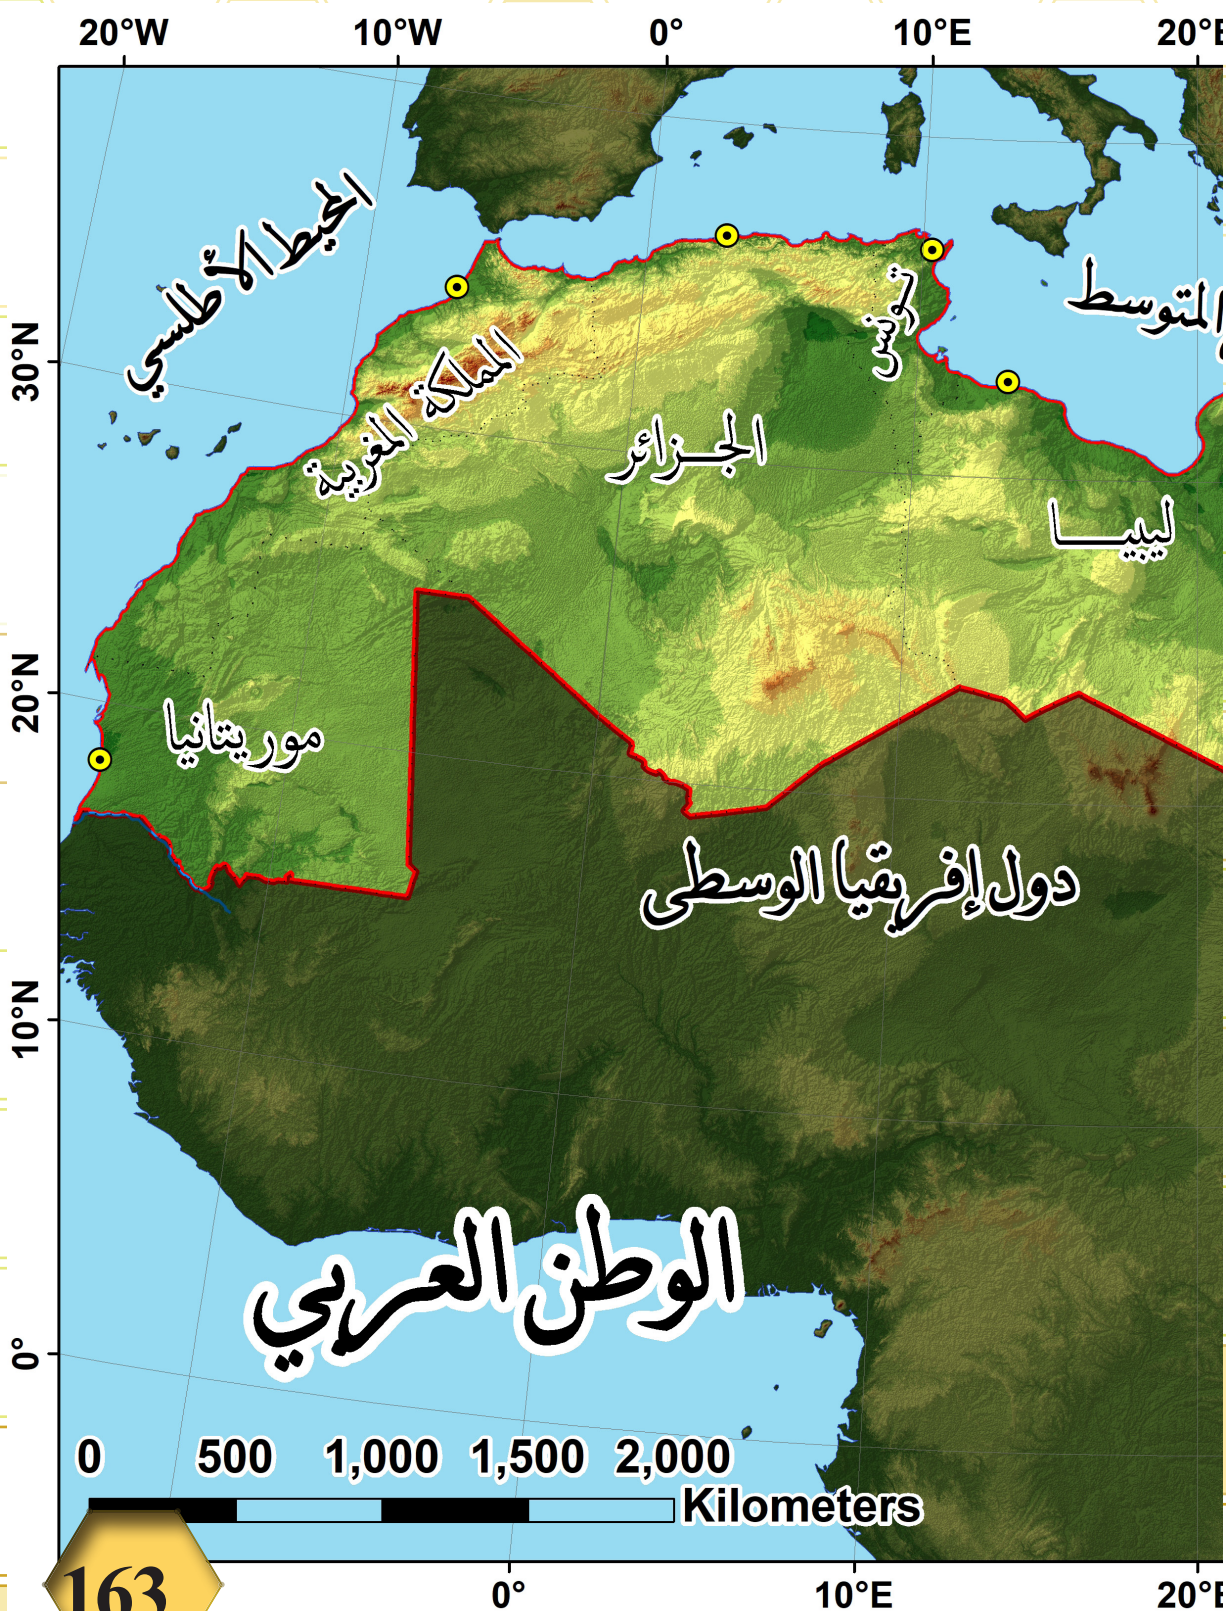 20°W 10°W 0° 10°E 20°E
المحيط الأطلسي
المتوسط
30°N
تونس
المملكة المغربية
الجزائر
ليبيا
20°N
موريتانيا
دول إفريقيا الوسطى
10°N
الوطن العربي
0°
0 500 1,000 1,500 2,000
Kilometers
163
0° 10°E 20°E